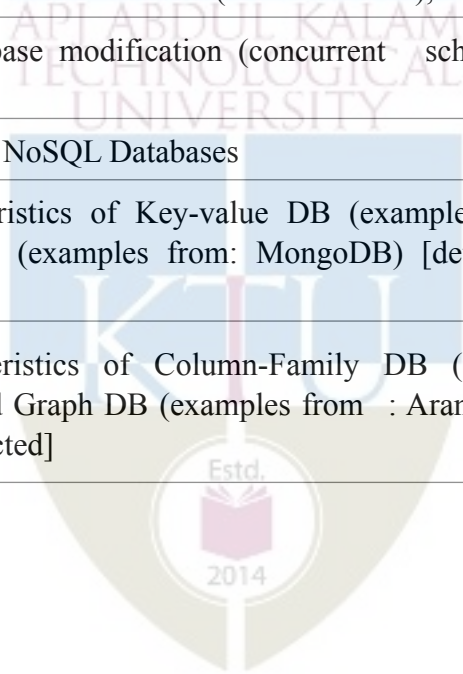 API ABDUL KALAM
TECHNOLOGICAL
UNIVERSITY
base modification (concurrent sch
NoSQL Databases
ristics of Key-value DB (example
(examples from: MongoDB) [de
KTU
eristics of Column-Family DB (
d Graph DB (examples from : Aran
cted]
Estd.
2014